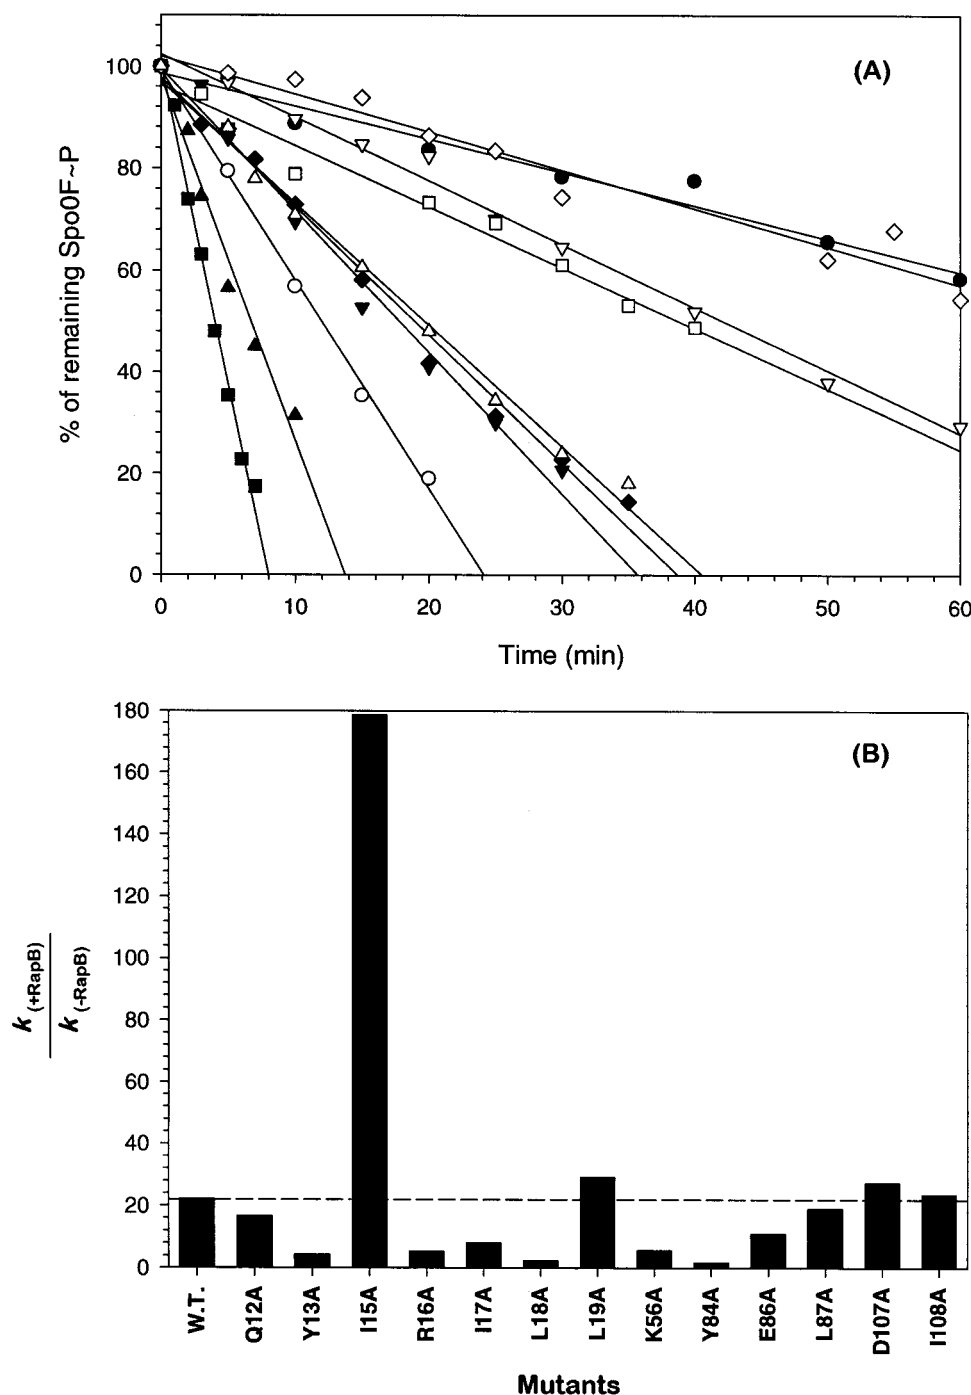 (A)
% of remaining Spo0F~P
100
80
60
40
20
0
0 10 20 30 40 50 60
Time (min)
(B)
k (+RapB)
k (-RapB)
180
160
140
120
100
80
60
40
20
0
W.T. Q12A Y13A I15A R16A I17A L18A L19A K56A Y84A E86A L87A D107A I108A
Mutants